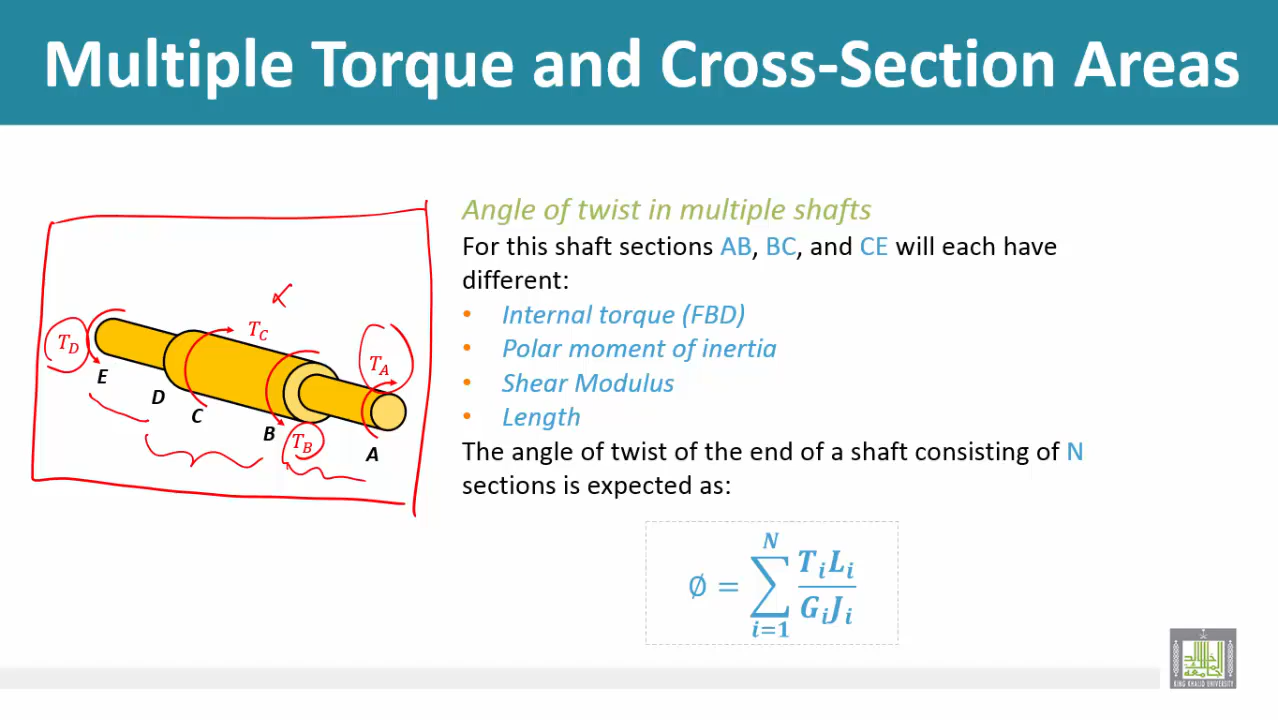 Multiple Torque and Cross-Section Areas
Angle of twist in multiple shafts
For this shaft sections AB, BC, and CE will each have
different:
• Internal torque (FBD)
• Polar moment of inertia
• Shear Modulus
• Length
The angle of twist of the end of a shaft consisting of N
sections is expected as:
∅ = ∑_{i=1}^{N} T_i L_i / G_i J_i
T_D
T_C
T_A
E
D
C
B
T_B
A
KING KHALID UNIVERSITY